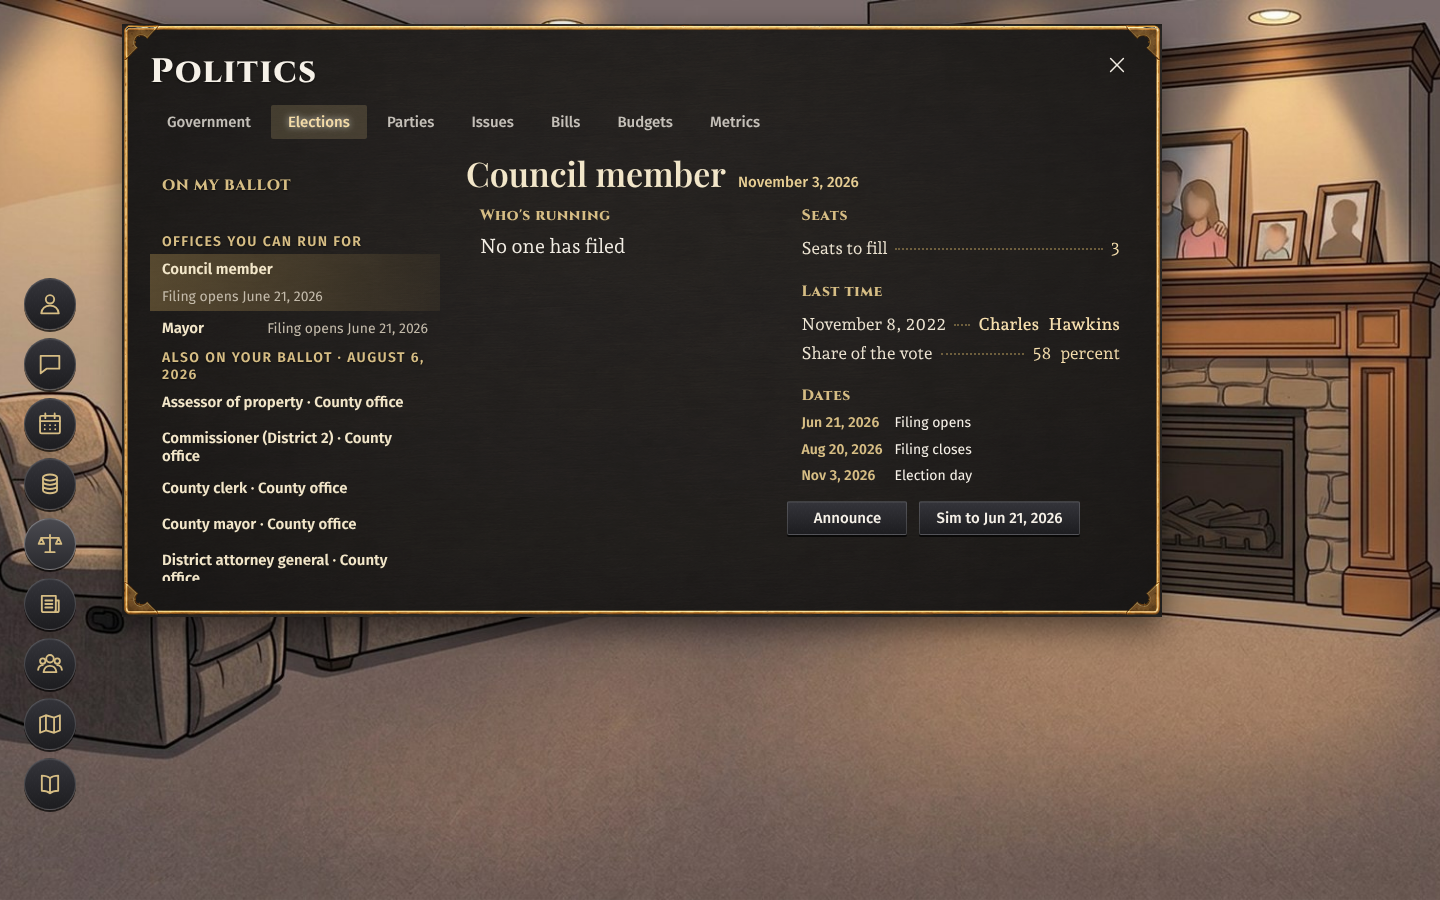 Politics
Government Elections Parties Issues Bills Budgets Metrics
On my ballot
OFFICES YOU CAN RUN FOR
Council member
Filing opens June 21, 2026
Mayor Filing opens June 21, 2026
ALSO ON YOUR BALLOT · AUGUST 6,
2026
Assessor of property · County office
Commissioner (District 2) · County
office
County clerk · County office
County mayor · County office
District attorney general · County
office
Council member November 3, 2026
Who's running
No one has filed
Seats
Seats to fill 3
Last time
November 8, 2022 Charles Hawkins
Share of the vote 58 percent
Dates
Jun 21, 2026 Filing opens
Aug 20, 2026 Filing closes
Nov 3, 2026 Election day
Announce Sim to Jun 21, 2026